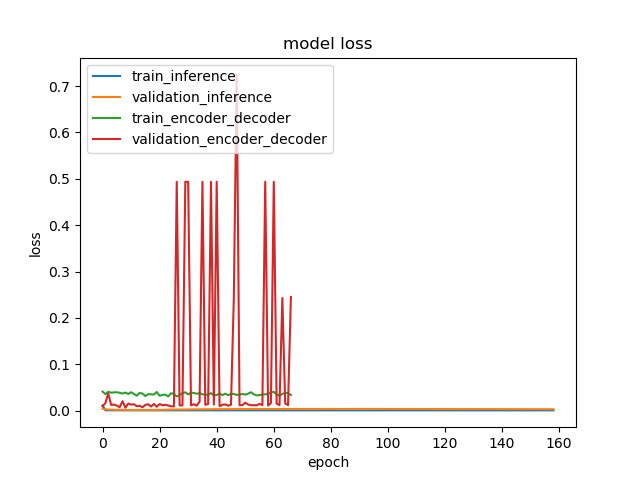 model loss
train_inference
validation_inference
train_encoder_decoder
validation_encoder_decoder
0.7
0.6
0.5
0.4
0.3
0.2
0.1
0.0
loss
0 20 40 60 80 100 120 140 160
epoch